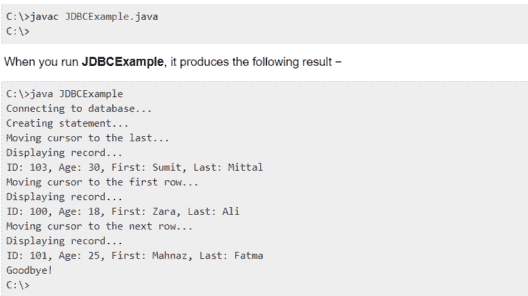 C:\>javac JDBCExample.java
C:\>
When you run JDBCExample, it produces the following result −
C:\>java JDBCExample
Connecting to database...
Creating statement...
Moving cursor to the last...
Displaying record...
ID: 103, Age: 30, First: Sumit, Last: Mittal
Moving cursor to the first row...
Displaying record...
ID: 100, Age: 18, First: Zara, Last: Ali
Moving cursor to the next row...
Displaying record...
ID: 101, Age: 25, First: Mahnaz, Last: Fatma
Goodbye!
C:\>